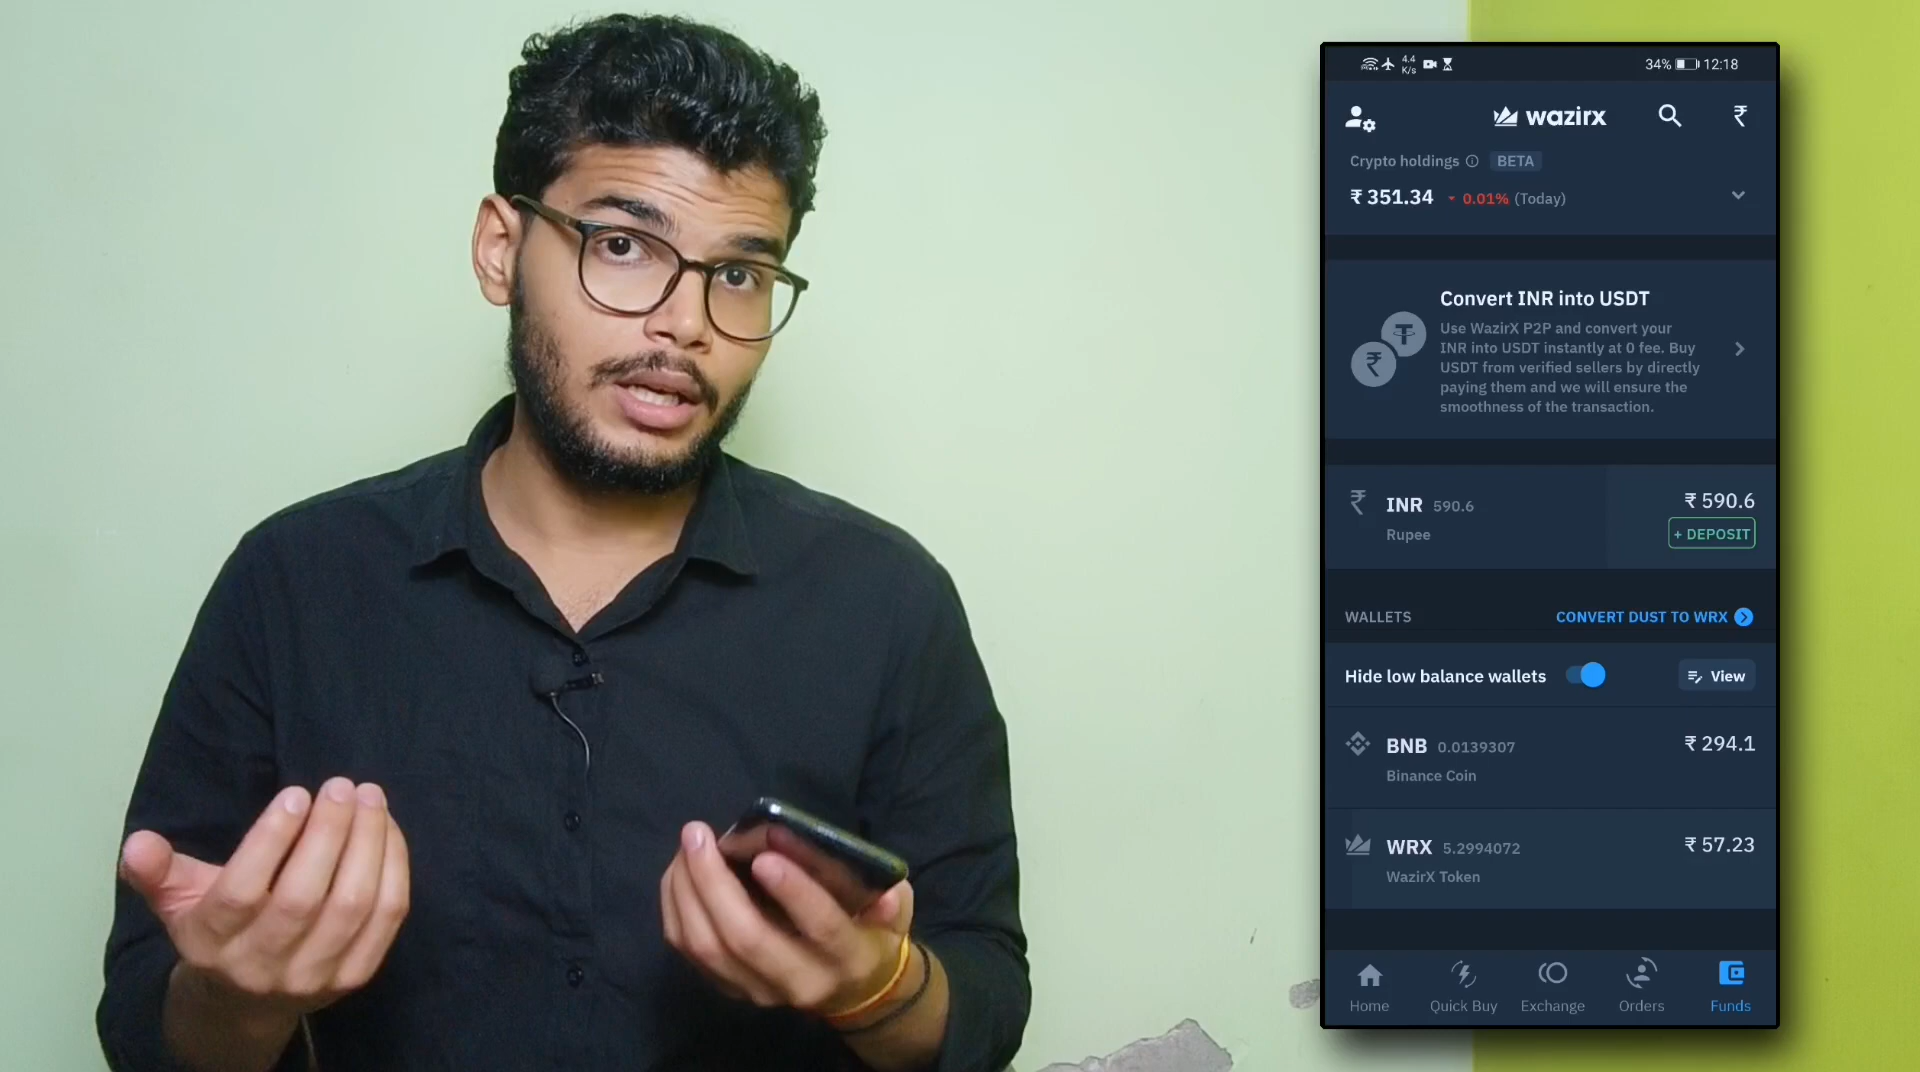 4.4
K/s
34% 12:18
wazirx ₹
Crypto holdings BETA
₹ 351.34 0.01% (Today)
Convert INR into USDT
Use WazirX P2P and convert your
INR into USDT instantly at 0 fee. Buy
USDT from verified sellers by directly
paying them and we will ensure the
smoothness of the transaction.
₹ INR 590.6 ₹ 590.6
Rupee + DEPOSIT
WALLETS CONVERT DUST TO WRX
Hide low balance wallets View
BNB 0.0139307 ₹ 294.1
Binance Coin
WRX 5.2994072 ₹ 57.23
WazirX Token
Home Quick Buy Exchange Orders Funds